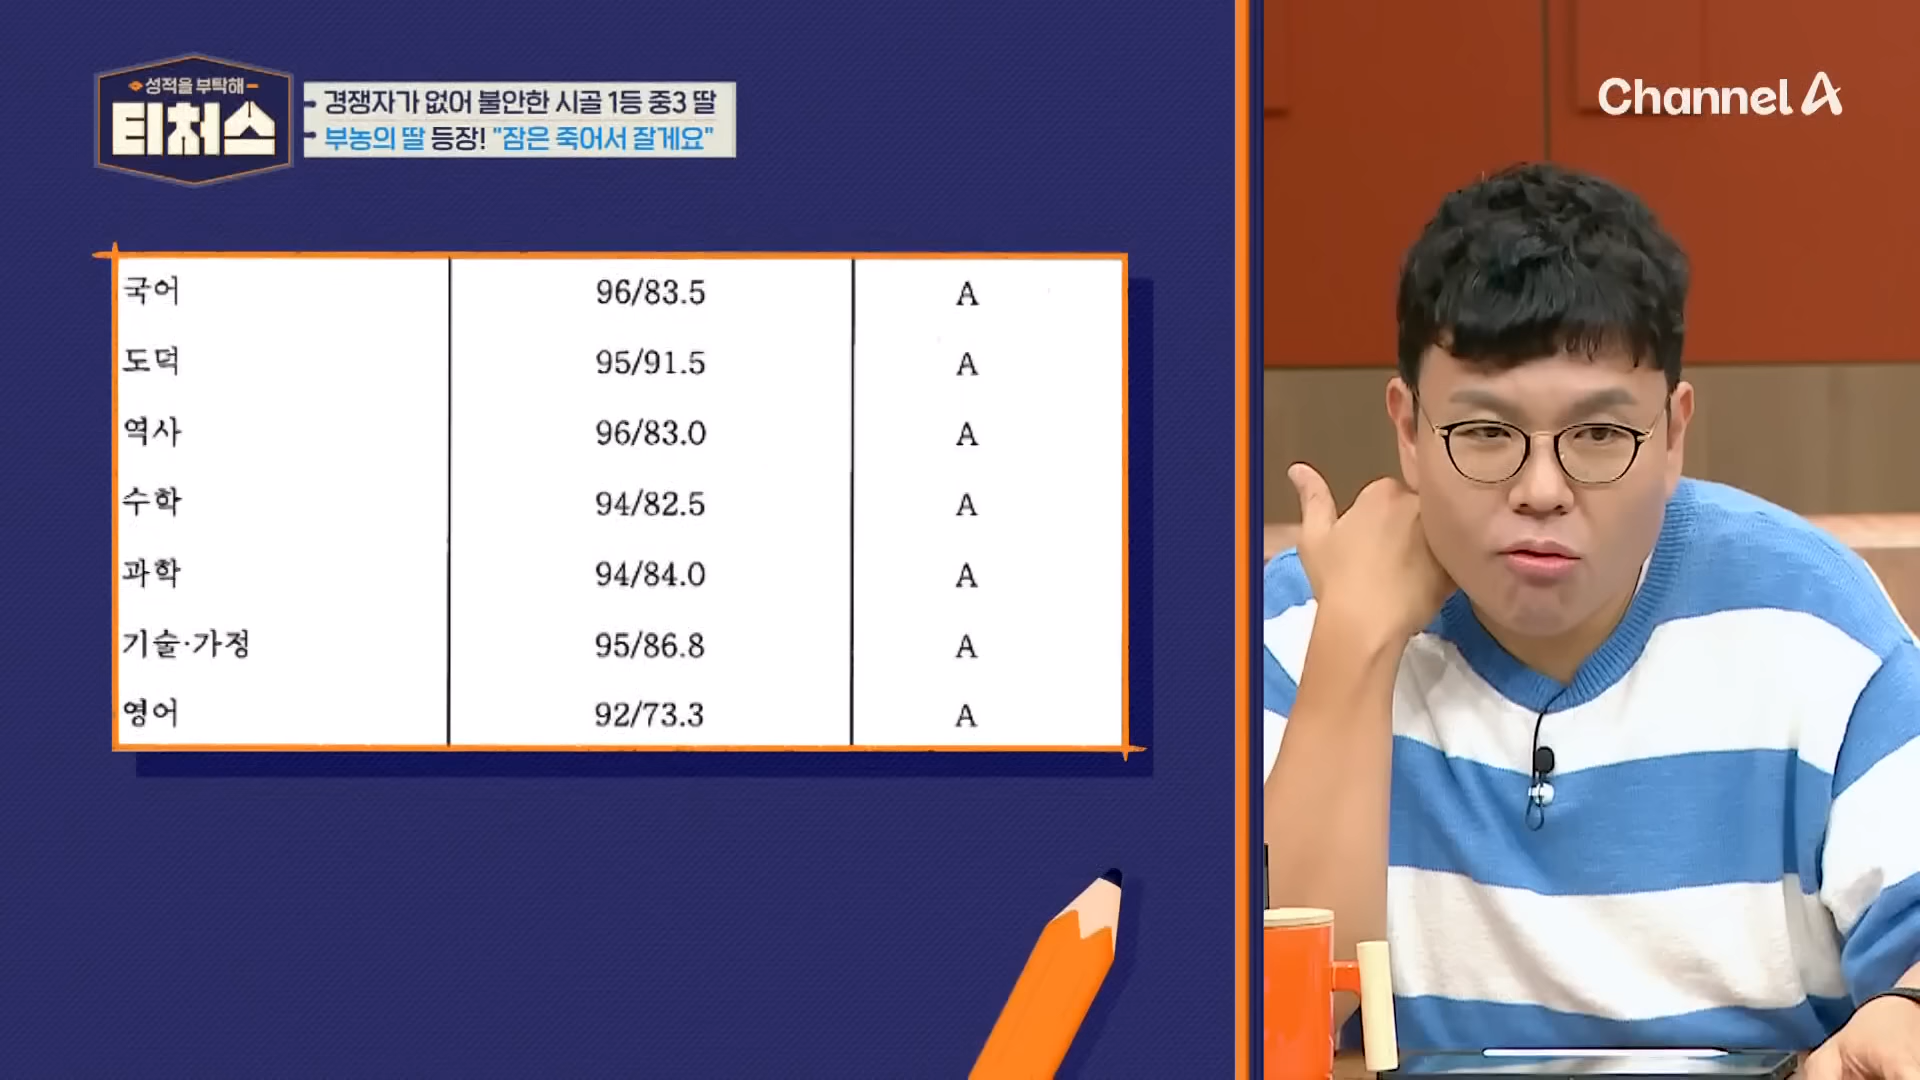 성적을 부탁해
티처스
경쟁자가 없어 불안한 시골 1등 중3 딸
부농의 딸 등장! "잠은 죽어서 잘게요"
Channel A
국어 96/83.5 A
도덕 95/91.5 A
역사 96/83.0 A
수학 94/82.5 A
과학 94/84.0 A
기술·가정 95/86.8 A
영어 92/73.3 A